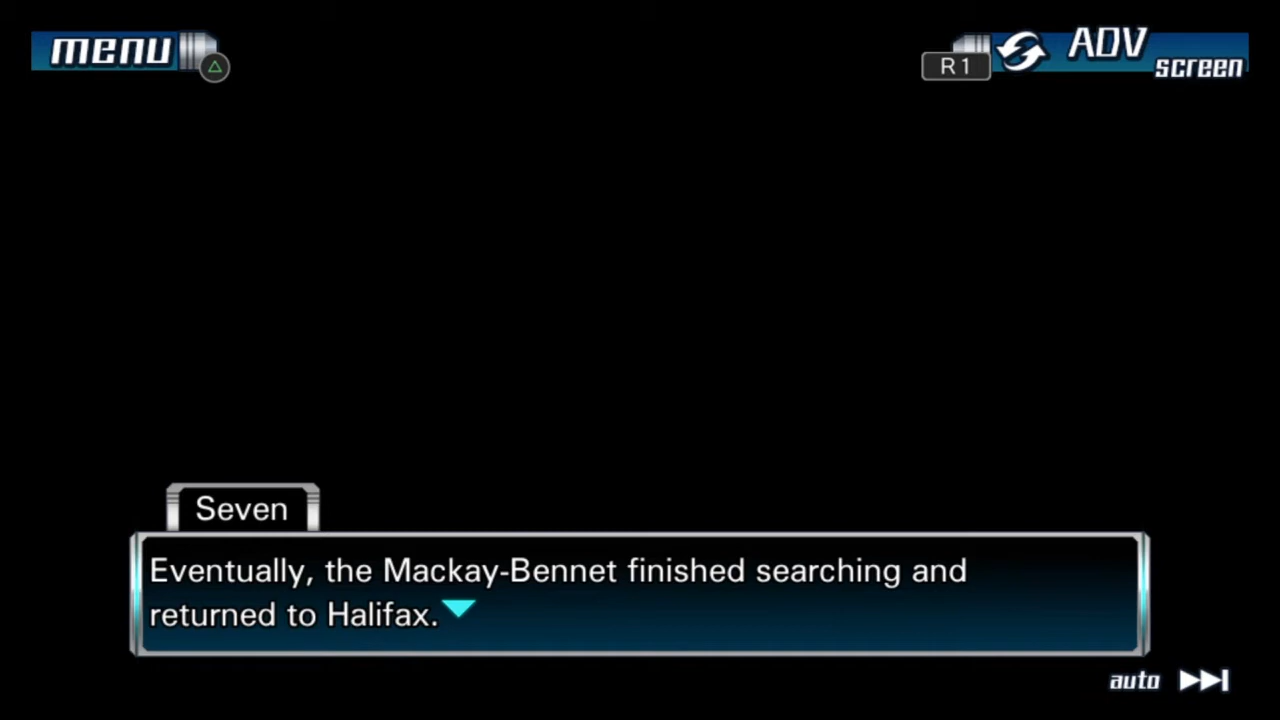 menu
R1
ADV
screen
Seven
Eventually, the Mackay-Bennet finished searching and
returned to Halifax.
auto